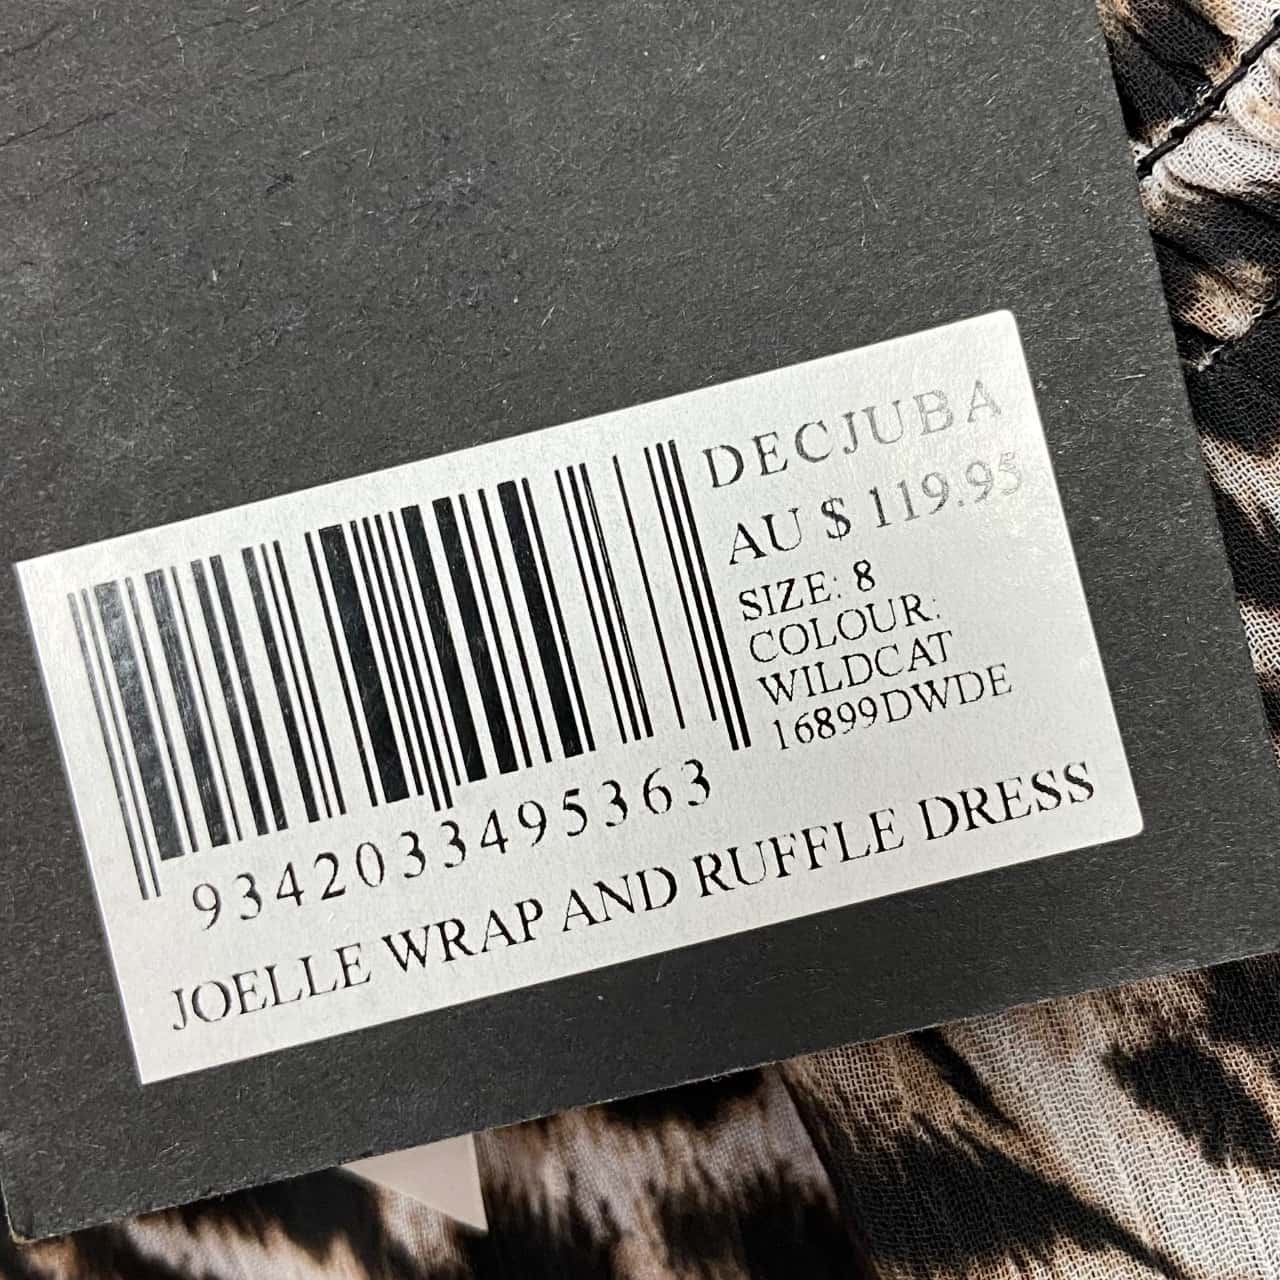 DECJUBA
AU $ 119.95
SIZE: 8
COLOUR:
WILDCAT
16899DWDE
9342033495363
JOELLE WRAP AND RUFFLE DRESS